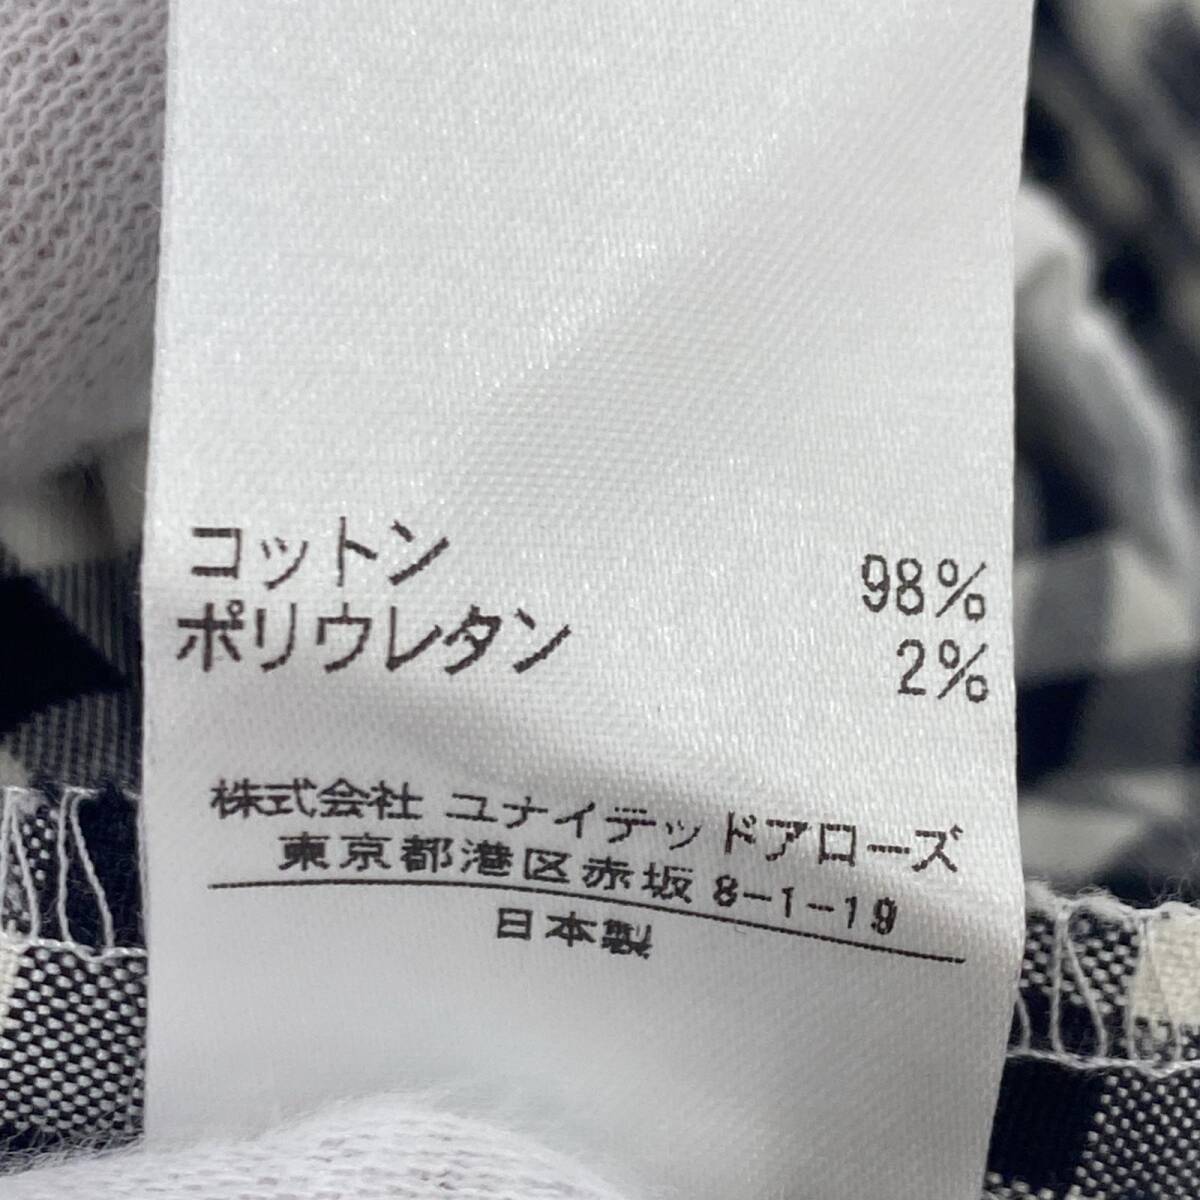 コットン 98%
ポリウレタン 2%
株式会社 ユナイテッドアローズ
東京都港区赤坂 8-1-19
日本製